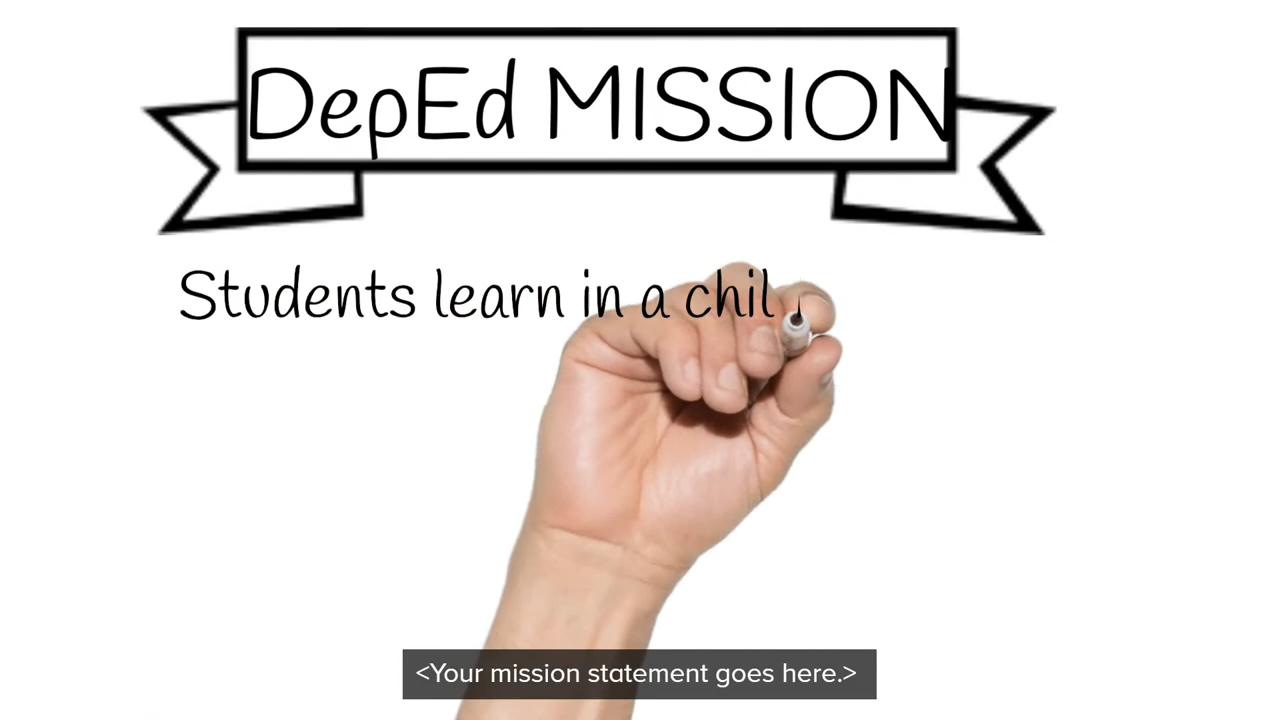 DepEd MISSION
Students learn in a chil
<Your mission statement goes here.>